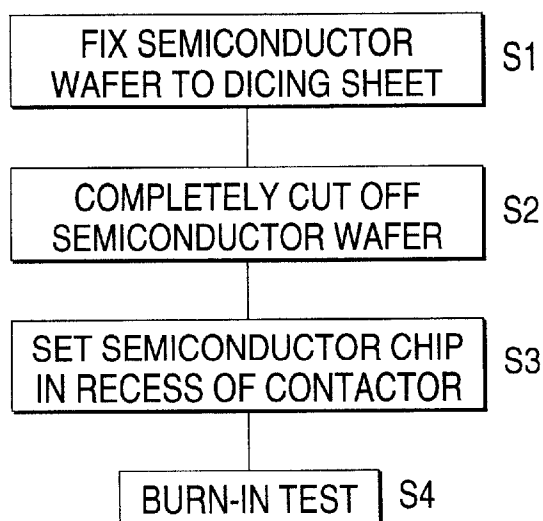 FIX SEMICONDUCTOR
WAFER TO DICING SHEET
S1
COMPLETELY CUT OFF
SEMICONDUCTOR WAFER
S2
SET SEMICONDUCTOR CHIP
IN RECESS OF CONTACTOR
S3
BURN-IN TEST
S4